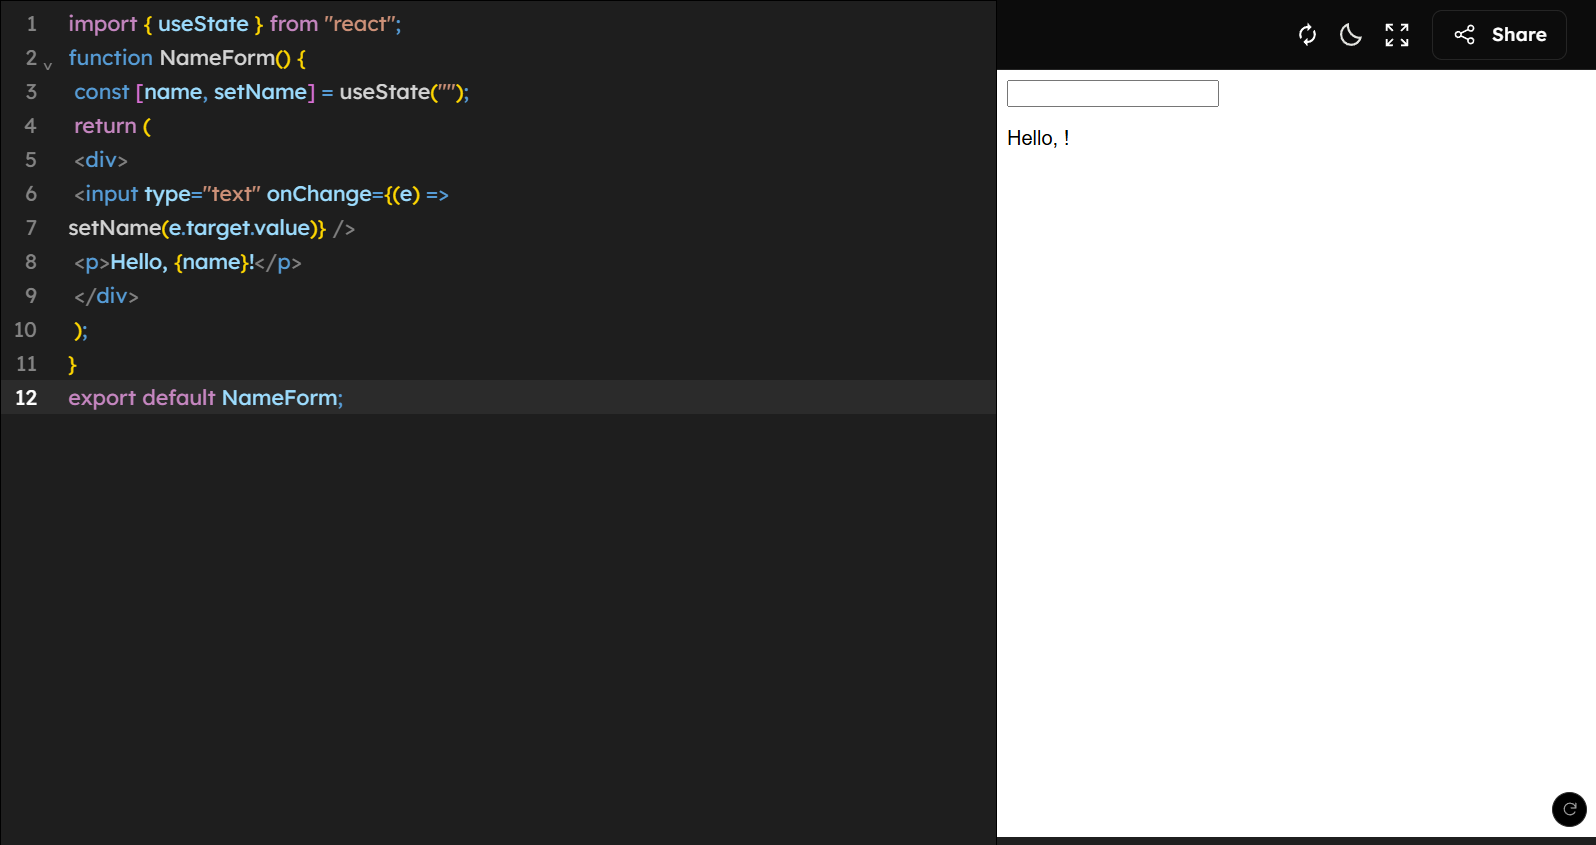 1 import { useState } from "react";
2 function NameForm() {
3 const [name, setName] = useState("");
4 return (
5 <div>
6 <input type="text" onChange={(e) =>
7 setName(e.target.value)} />
8 <p>Hello, {name}!</p>
9 </div>
10 );
11 }
12 export default NameForm;
Share
Hello, !